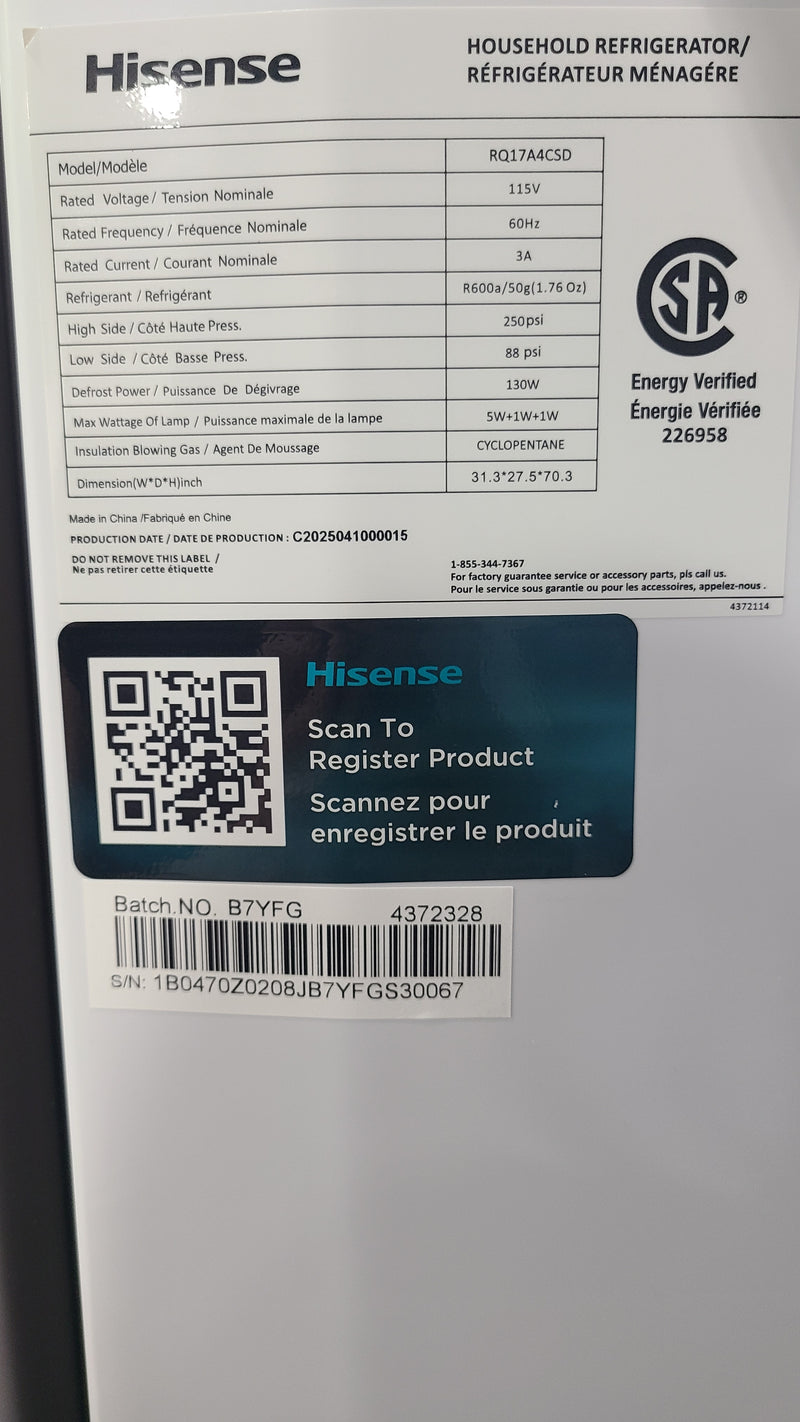 Hisense
HOUSEHOLD REFRIGERATOR/
RÉFRIGÉRATEUR MÉNAGÉRE
Model/Modèle RQ17A4CSD
Rated Voltage / Tension Nominale 115V
Rated Frequency / Fréquence Nominale 60Hz
Rated Current / Courant Nominale 3A
Refrigerant / Refrigérant R600a/50g(1.76 Oz)
High Side / Côté Haute Press. 250psi
Low Side / Côté Basse Press. 88 psi
Defrost Power / Puissance De Dégivrage 130W
Max Wattage Of Lamp / Puissance maximale de la lampe 5W+1W+1W
Insulation Blowing Gas / Agent De Moussage CYCLOPENTANE
Dimension(W*D*H)inch 31.3*27.5*70.3
SA®
Energy Verified
Énergie Vérifiée
226958
Made in China /Fabriqué en Chine
PRODUCTION DATE / DATE DE PRODUCTION : C2025041000015
DO NOT REMOVE THIS LABEL /
Ne pas retirer cette étiquette
1-855-344-7367
For factory guarantee service or accessory parts, pls call us.
Pour le service sous garantie ou pour les accessoires, appelez-nous .
4372114
Hisense
Scan To
Register Product
Scannez pour
enregistrer le produit
Batch.NO. B7YFG 4372328
S/N: 1B0470Z0208JB7YFGS30067